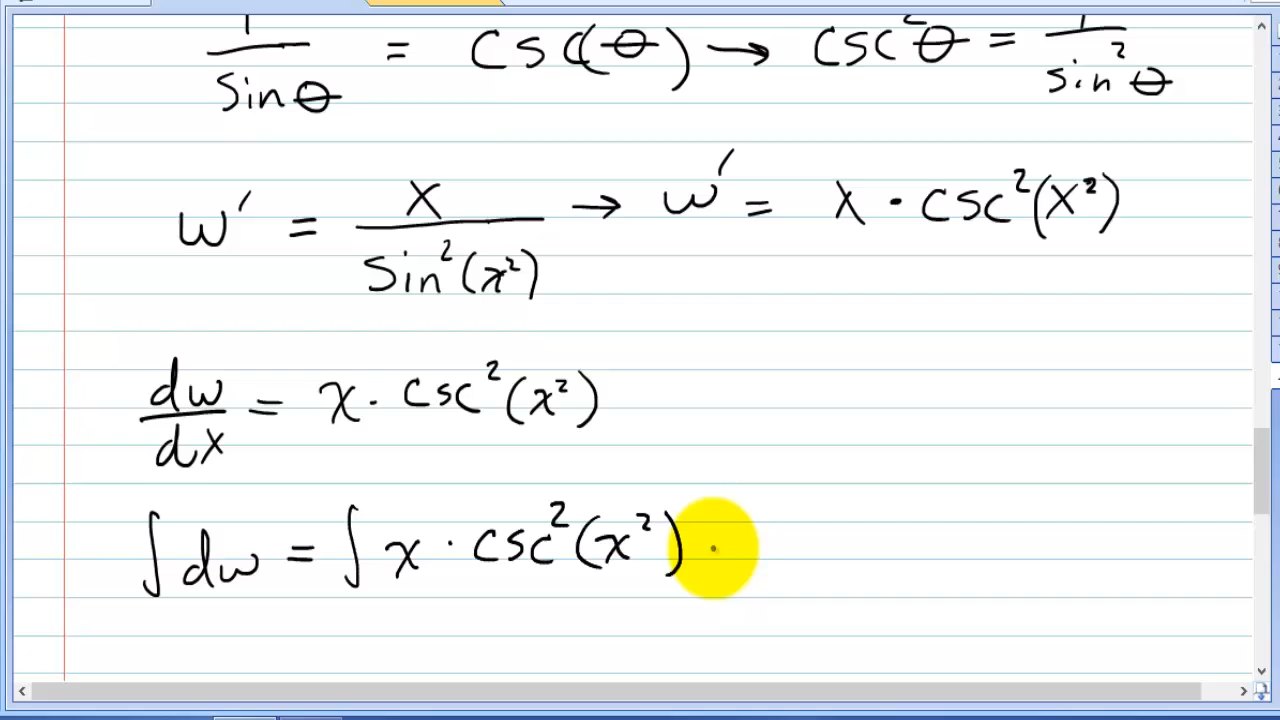 1/sinθ = csc(θ) → csc²θ = 1/sin²θ
w' = x/sin²(x²) → w' = x · csc²(x²)
dw/dx = x · csc²(x²)
∫ dw = ∫ x · csc²(x²) ·